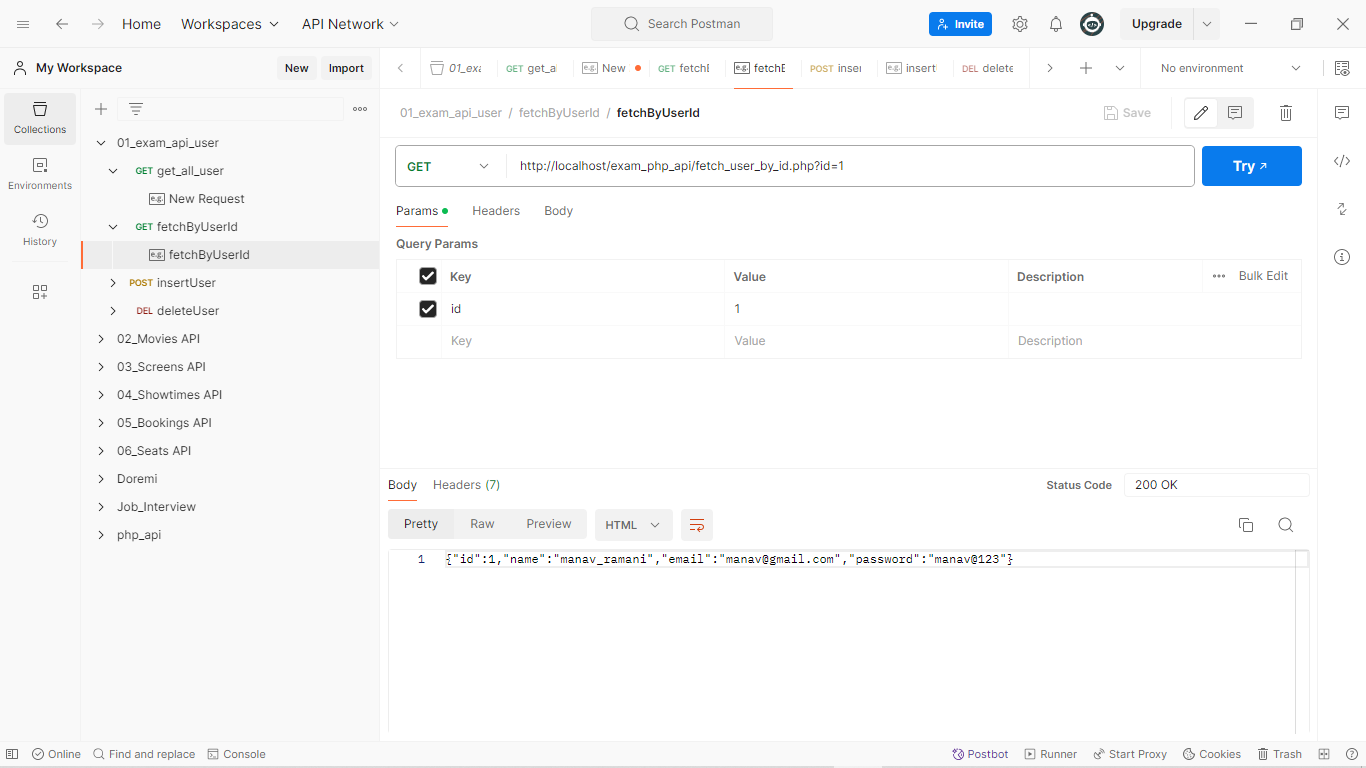 Home Workspaces API Network Search Postman Invite Upgrade
My Workspace New Import 01_exa GET get_al e.g. New GET fetchE e.g. fetchE POST inser e.g. insertl DEL delete No environment
Collections
Environments
History
01_exam_api_user
GET get_all_user
e.g. New Request
GET fetchByUserId
e.g. fetchByUserId
POST insertUser
DEL deleteUser
02_Movies API
03_Screens API
04_Showtimes API
05_Bookings API
06_Seats API
Doremi
Job_Interview
php_api
01_exam_api_user / fetchByUserId / fetchByUserId Save
GET http://localhost/exam_php_api/fetch_user_by_id.php?id=1 Try
Params Headers Body
Query Params
Key Value Description Bulk Edit
id 1
Key Value Description
Body Headers (7) Status Code 200 OK
Pretty Raw Preview HTML
1 {"id":1,"name":"manav_ramani","email":"manav@gmail.com","password":"manav@123"}
Online Find and replace Console Postbot Runner Start Proxy Cookies Trash